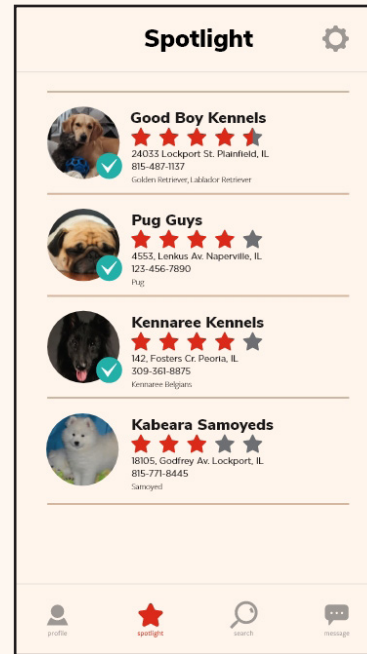 Spotlight
Good Boy Kennels
24033 Lockport St. Plainfield, IL
815-487-1137
Golden Retriever, Lablador Retriever
Pug Guys
4553, Lenkus Av. Naperville, IL
123-456-7890
Pug
Kennaree Kennels
142, Fosters Cr. Peoria, IL
309-361-8875
Kennaree Belgians
Kabeara Samoyeds
18105, Godfrey Av. Lockport, IL
815-771-8445
Samoyed
profile spotlight search message